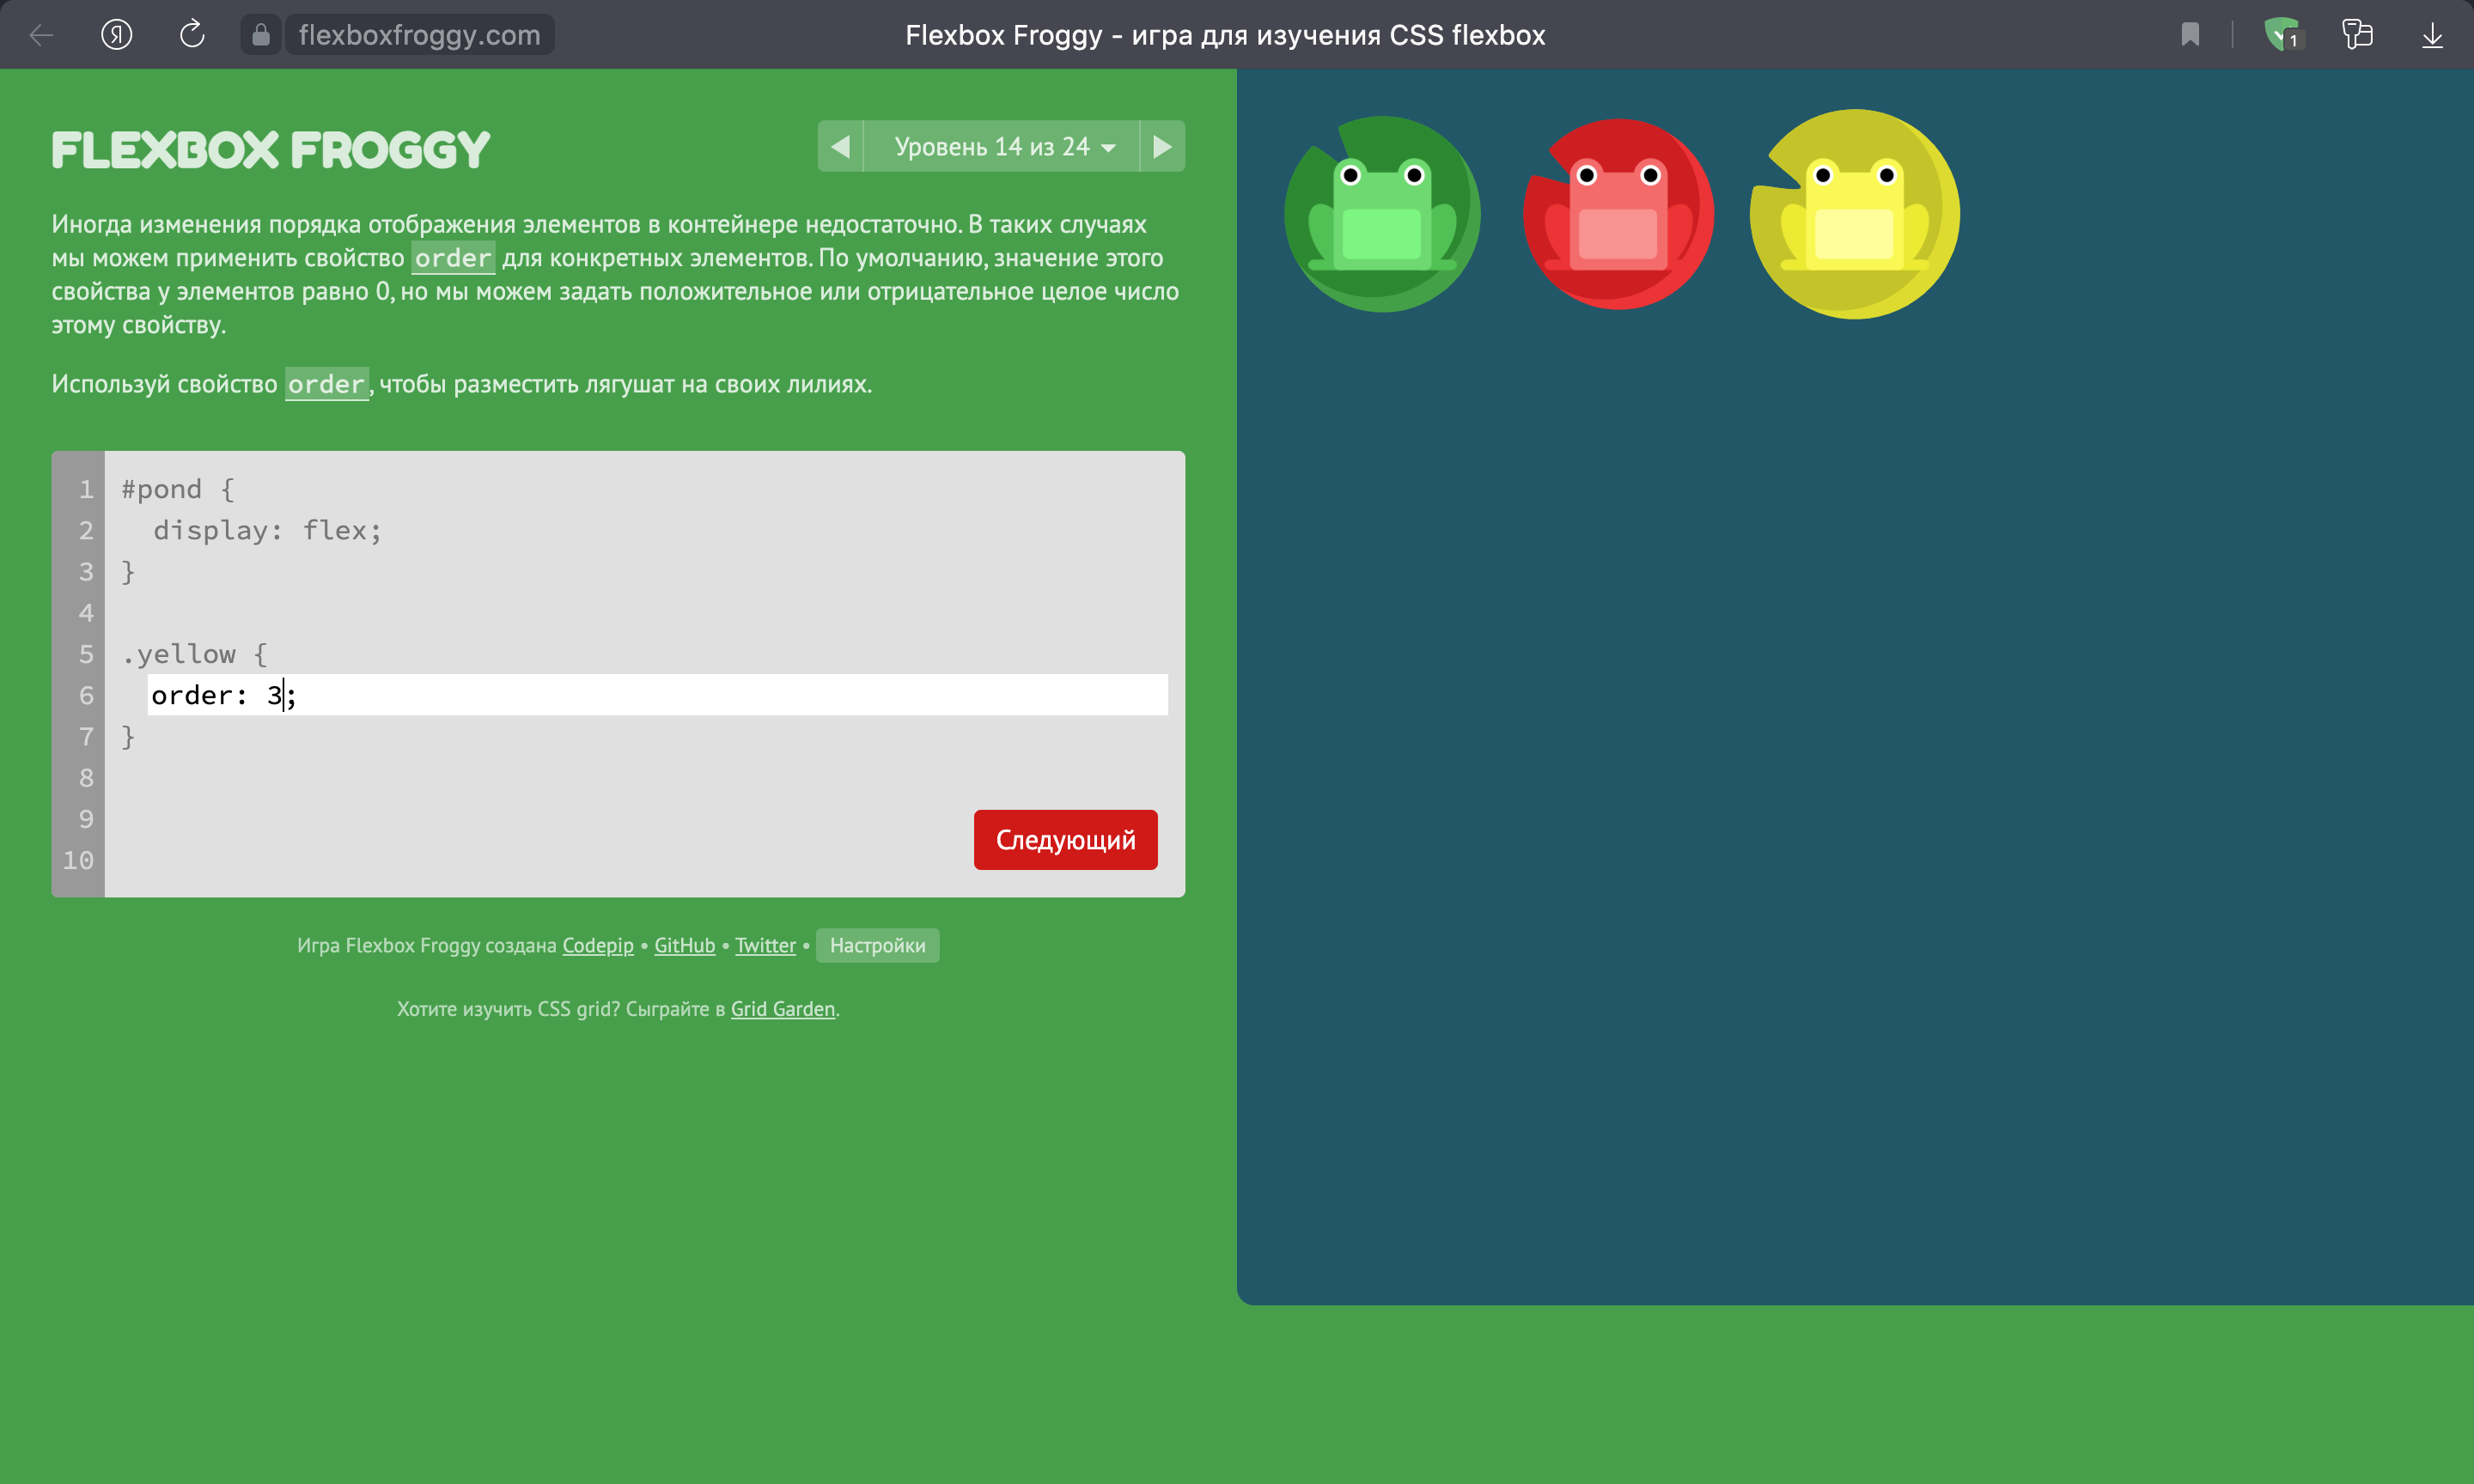 Я
flexboxfroggy.com
Flexbox Froggy - игра для изучения CSS flexbox
1
FLEXBOX FROGGY
Уровень 14 из 24
Иногда изменения порядка отображения элементов в контейнере недостаточно. В таких случаях
мы можем применить свойство order для конкретных элементов. По умолчанию, значение этого
свойства у элементов равно 0, но мы можем задать положительное или отрицательное целое число
этому свойству.
Используй свойство order, чтобы разместить лягушат на своих лилиях.
1 #pond {
2 display: flex;
3 }
4
5 .yellow {
6 order: 3;
7 }
8
9
10
Следующий
Игра Flexbox Froggy создана Codepip • GitHub • Twitter • Настройки
Хотите изучить CSS grid? Сыграйте в Grid Garden.